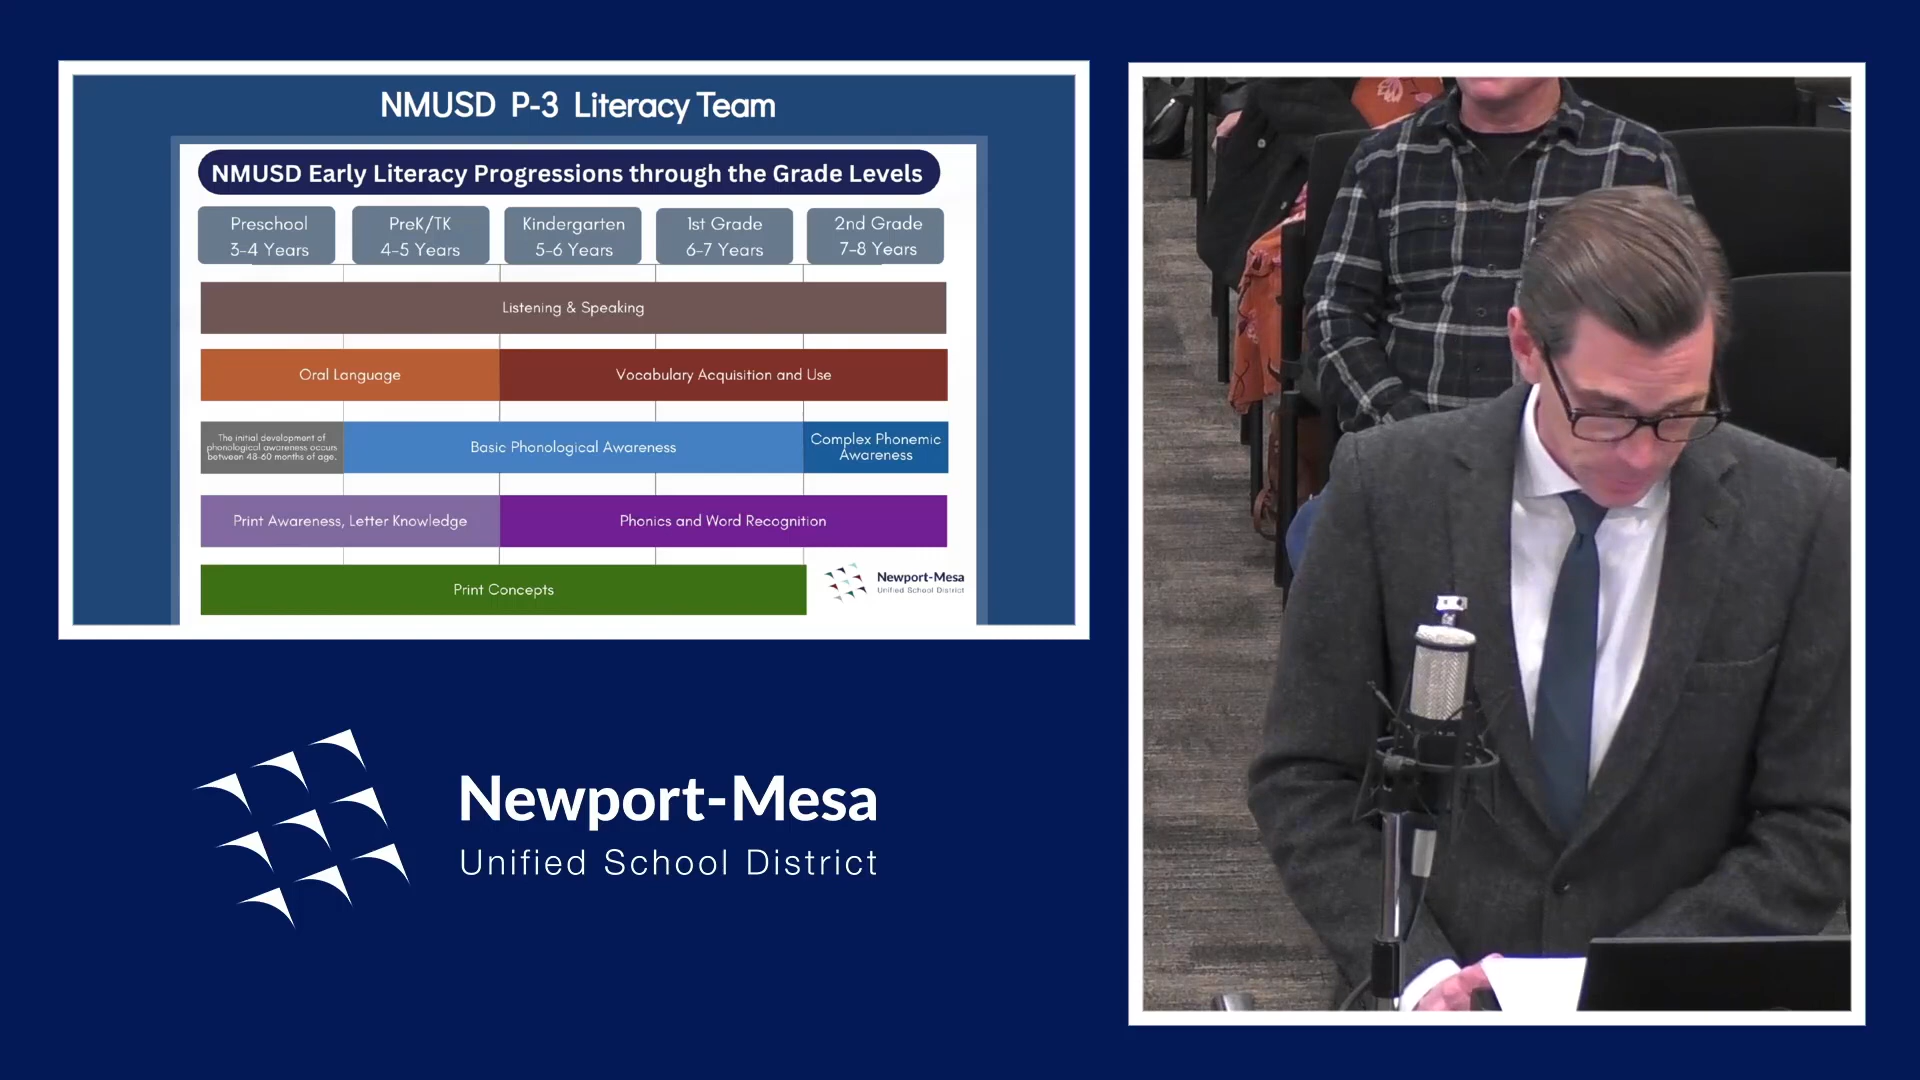 NMUSD P-3 Literacy Team
NMUSD Early Literacy Progressions through the Grade Levels
Preschool
3-4 Years
PreK/TK
4-5 Years
Kindergarten
5-6 Years
1st Grade
6-7 Years
2nd Grade
7-8 Years
Listening & Speaking
Oral Language
Vocabulary Acquisition and Use
The initial development of
phonological awareness occurs
between 48-60 months of age.
Basic Phonological Awareness
Complex Phonemic
Awareness
Print Awareness, Letter Knowledge
Phonics and Word Recognition
Print Concepts
Newport-Mesa
Unified School District
Newport-Mesa
Unified School District